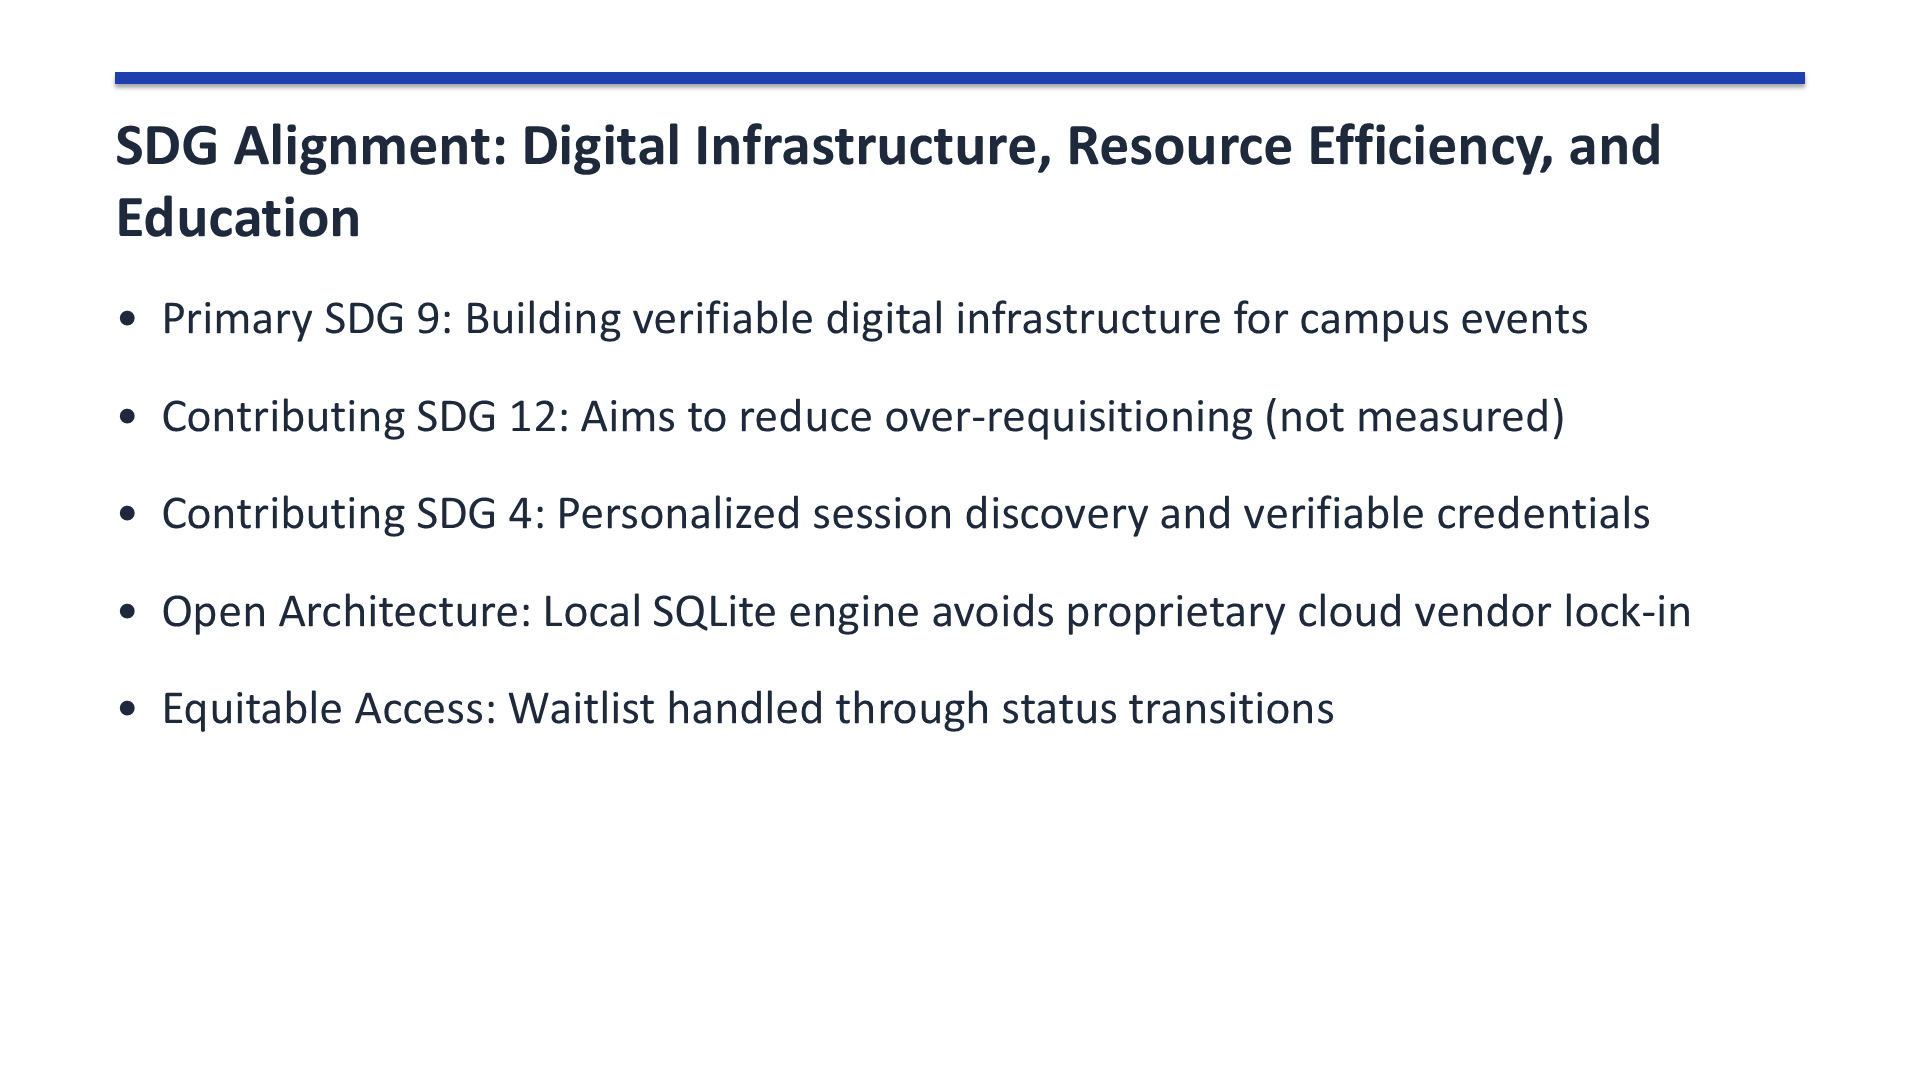 SDG Alignment: Digital Infrastructure, Resource Efficiency, and
Education
• Primary SDG 9: Building verifiable digital infrastructure for campus events
• Contributing SDG 12: Aims to reduce over-requisitioning (not measured)
• Contributing SDG 4: Personalized session discovery and verifiable credentials
• Open Architecture: Local SQLite engine avoids proprietary cloud vendor lock-in
• Equitable Access: Waitlist handled through status transitions